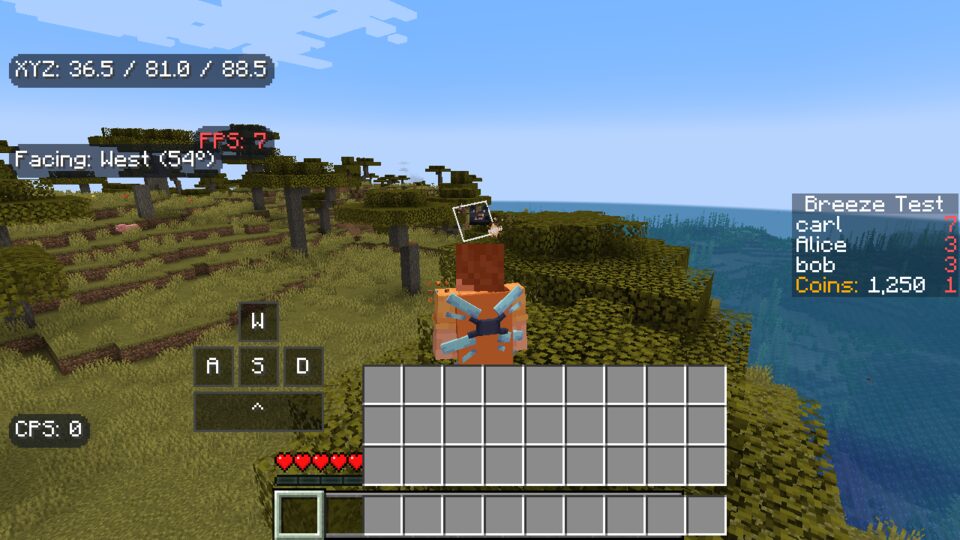 XYZ: 36.5 / 81.0 / 88.5
FPS: 7
Facing: West (54°)
Breeze Test
carl 7
Alice 3
bob 3
Coins: 1,250 1
W
A S D
^
CPS: 0